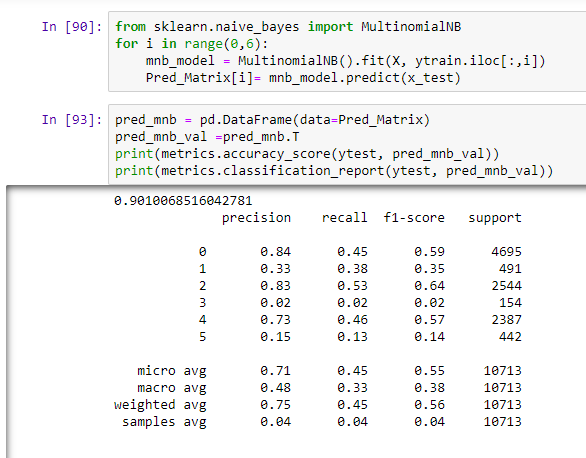 In [90]: from sklearn.naive_bayes import MultinomialNB
for i in range(0,6):
    mnb_model = MultinomialNB().fit(X, ytrain.iloc[:,i])
    Pred_Matrix[i]= mnb_model.predict(x_test)
In [93]: pred_mnb = pd.DataFrame(data=Pred_Matrix)
pred_mnb_val =pred_mnb.T
print(metrics.accuracy_score(ytest, pred_mnb_val))
print(metrics.classification_report(ytest, pred_mnb_val))
0.9010068516042781
precision recall f1-score support
0 0.84 0.45 0.59 4695
1 0.33 0.38 0.35 491
2 0.83 0.53 0.64 2544
3 0.02 0.02 0.02 154
4 0.73 0.46 0.57 2387
5 0.15 0.13 0.14 442
micro avg 0.71 0.45 0.55 10713
macro avg 0.48 0.33 0.38 10713
weighted avg 0.75 0.45 0.56 10713
samples avg 0.04 0.04 0.04 10713